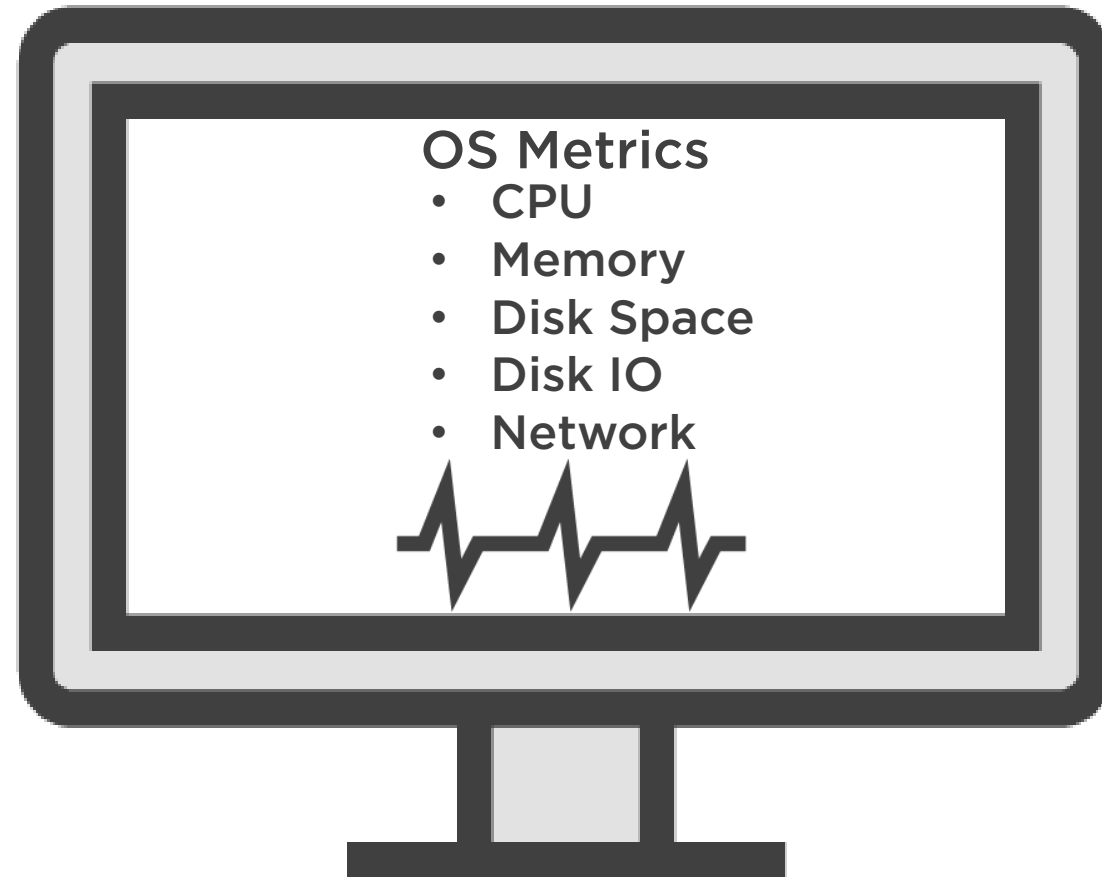 OS Metrics
• CPU
• Memory
• Disk Space
• Disk IO
• Network